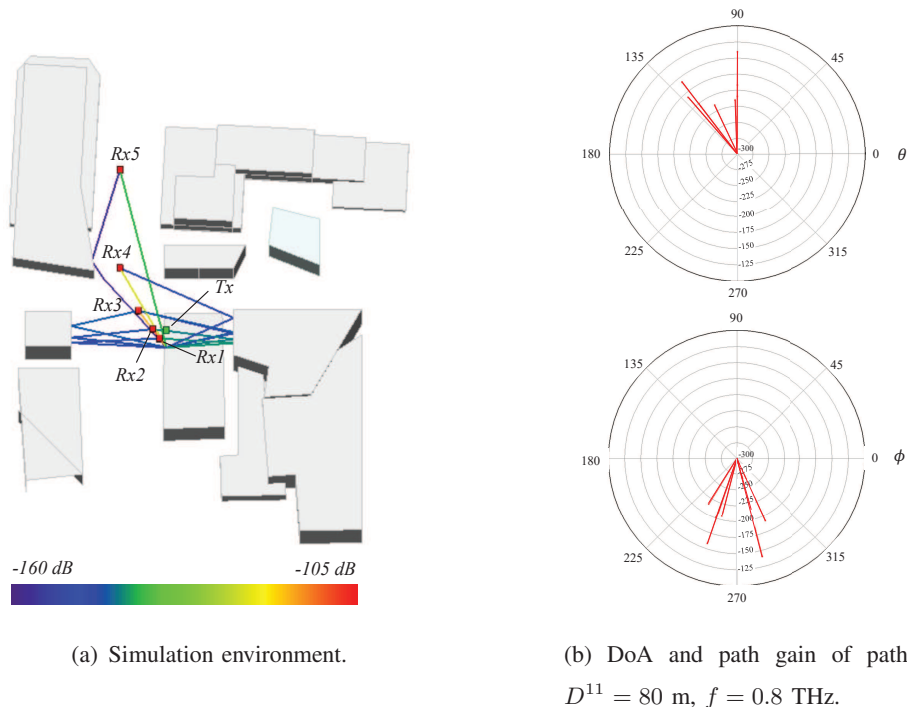 Rx5
Rx4
Rx3
Tx
Rx2
Rx1
-160 dB
-105 dB
(a) Simulation environment.
90
135
45
180
0
θ
225
315
270
-300
-275
-250
-225
-200
-175
-150
-125
90
135
45
180
0
ϕ
225
315
270
-300
-275
-250
-225
-200
-175
-150
-125
(b) DoA and path gain of path
D¹¹ = 80 m, f = 0.8 THz.